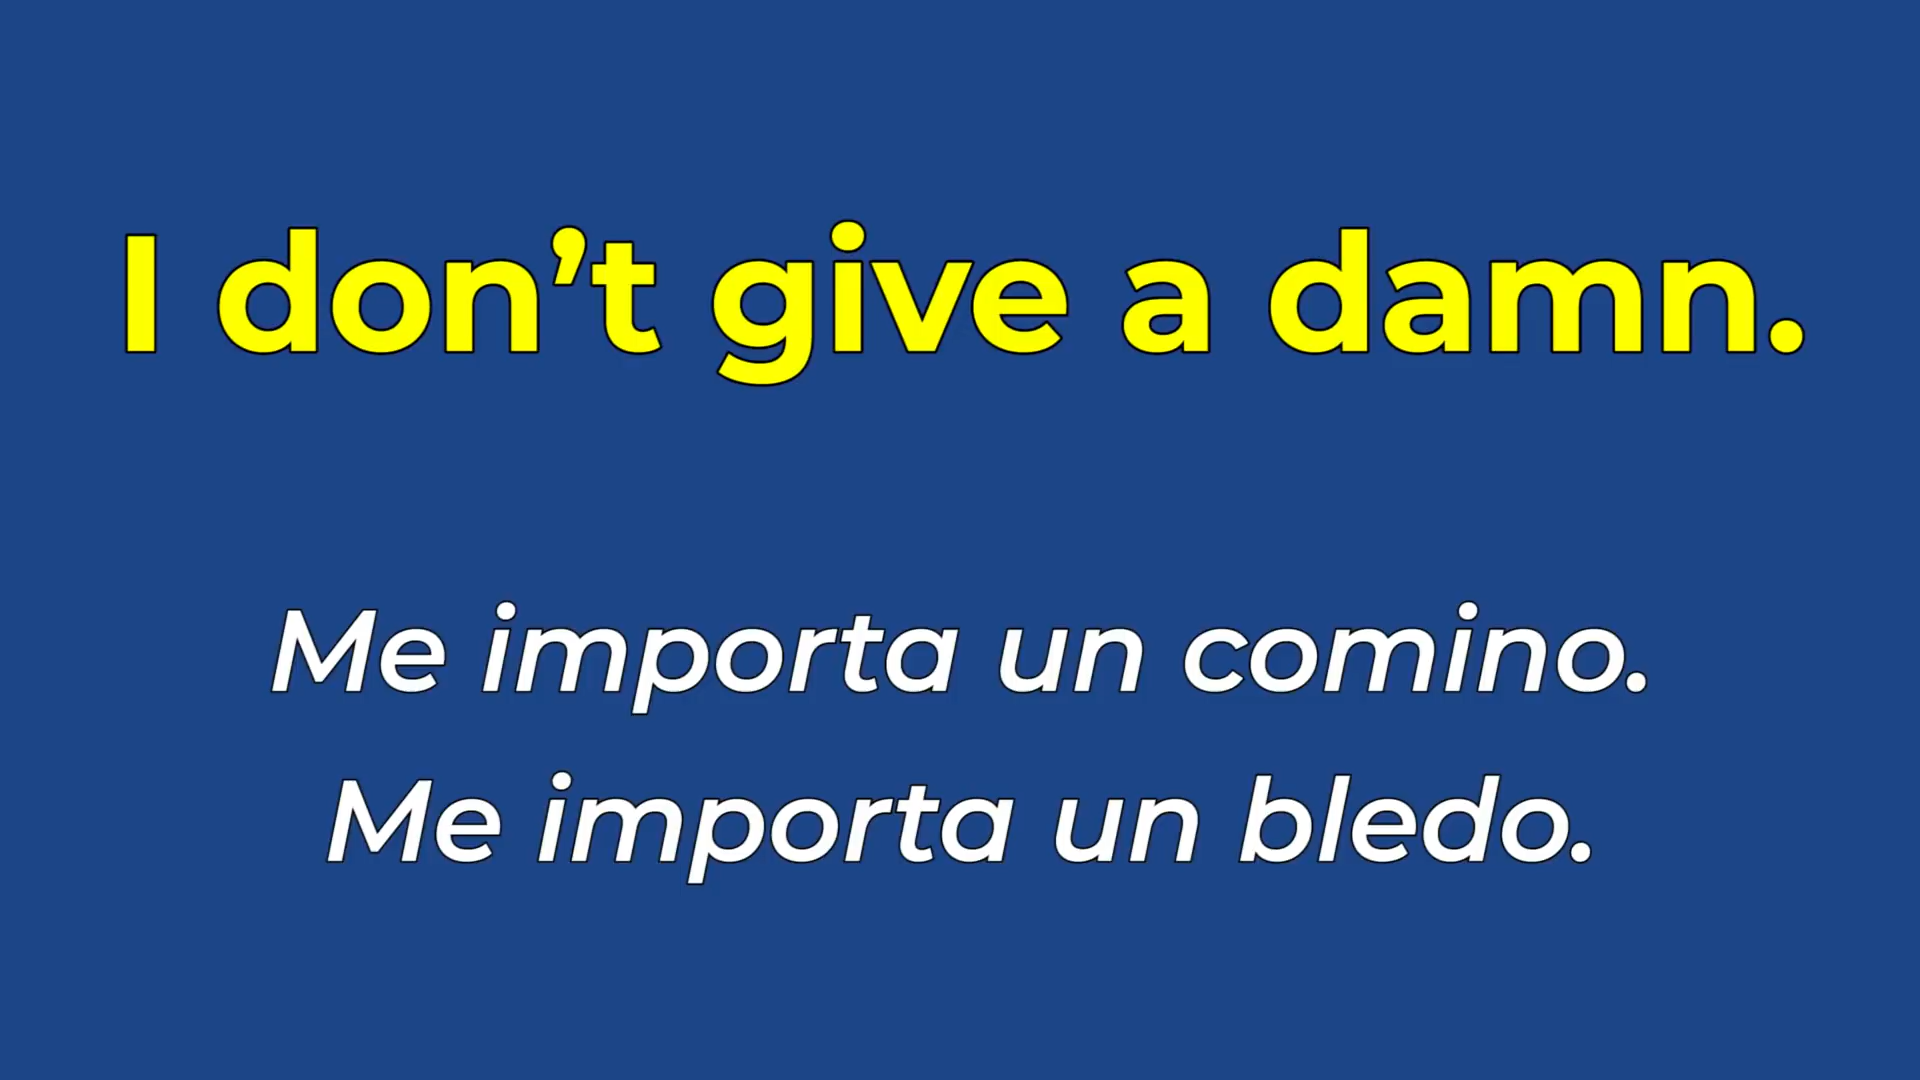 I don’t give a damn.
Me importa un comino.
Me importa un bledo.